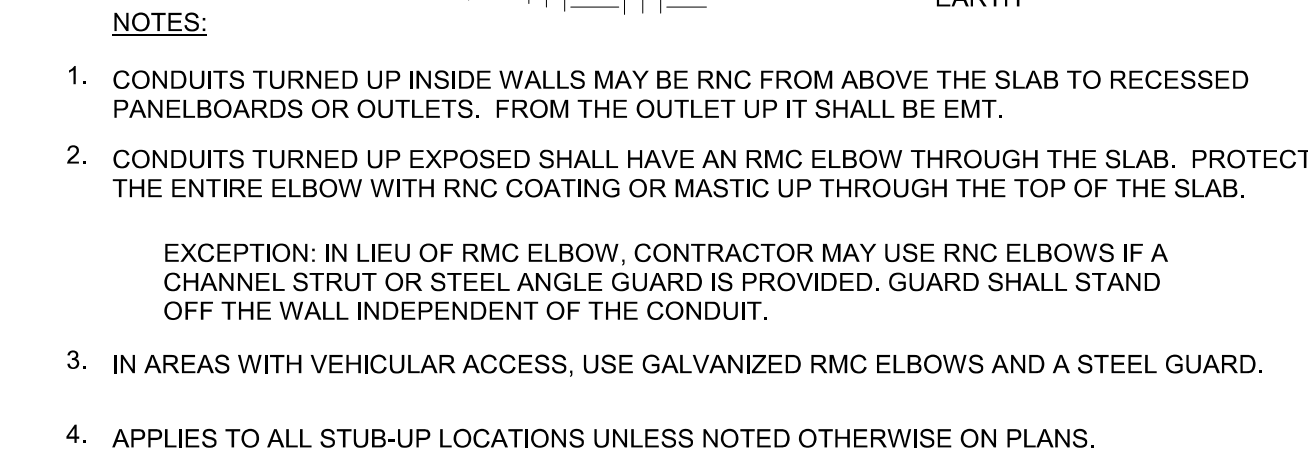 EARTH
NOTES:
1. CONDUITS TURNED UP INSIDE WALLS MAY BE RNC FROM ABOVE THE SLAB TO RECESSED
PANELBOARDS OR OUTLETS. FROM THE OUTLET UP IT SHALL BE EMT.
2. CONDUITS TURNED UP EXPOSED SHALL HAVE AN RMC ELBOW THROUGH THE SLAB. PROTECT
THE ENTIRE ELBOW WITH RNC COATING OR MASTIC UP THROUGH THE TOP OF THE SLAB.
EXCEPTION: IN LIEU OF RMC ELBOW, CONTRACTOR MAY USE RNC ELBOWS IF A
CHANNEL STRUT OR STEEL ANGLE GUARD IS PROVIDED. GUARD SHALL STAND
OFF THE WALL INDEPENDENT OF THE CONDUIT.
3. IN AREAS WITH VEHICULAR ACCESS, USE GALVANIZED RMC ELBOWS AND A STEEL GUARD.
4. APPLIES TO ALL STUB-UP LOCATIONS UNLESS NOTED OTHERWISE ON PLANS.